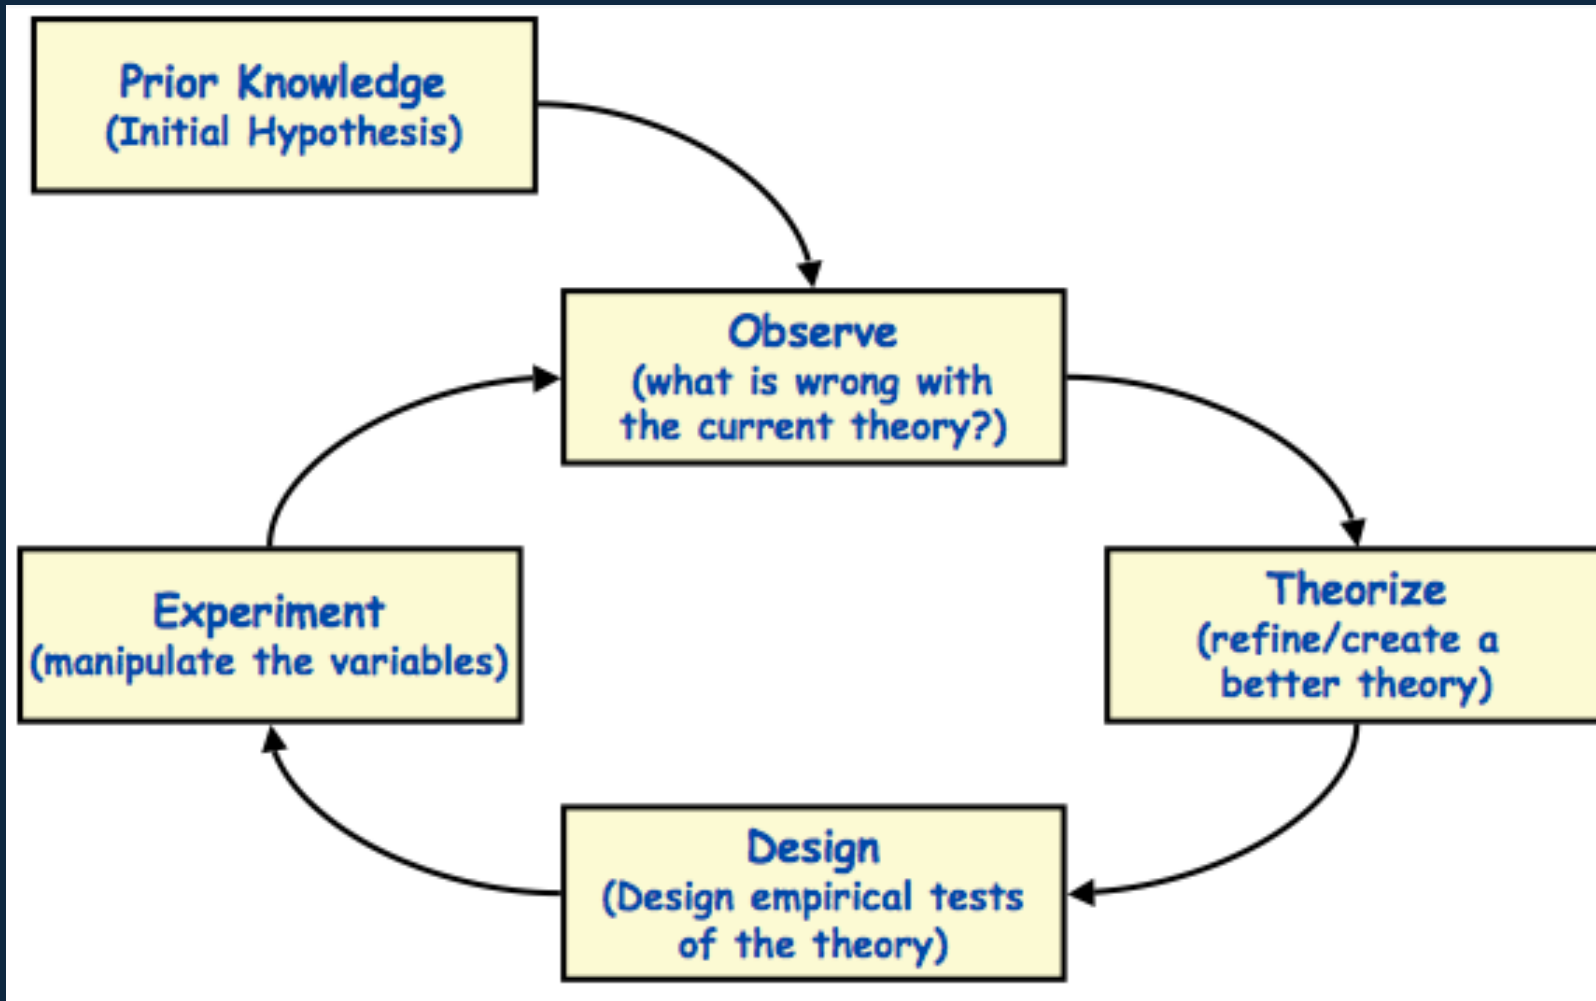 Prior Knowledge
(Initial Hypothesis)
Observe
(what is wrong with
the current theory?)
Experiment
(manipulate the variables)
Theorize
(refine/create a
better theory)
Design
(Design empirical tests
of the theory)